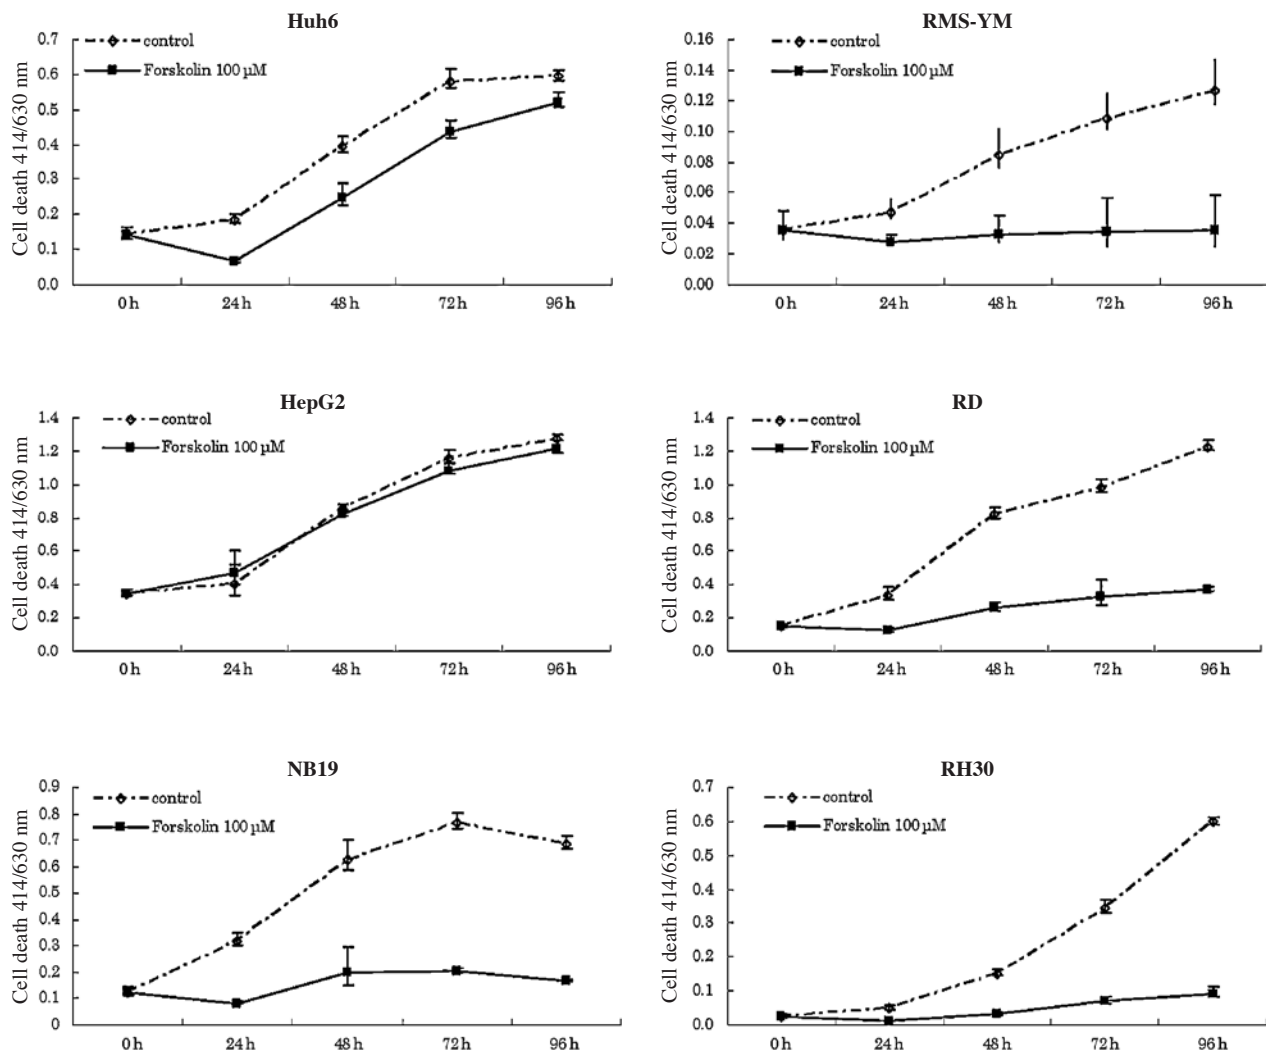 Huh6
control
Forskolin 100 µM
Cell death 414/630 nm
0.7
0.6
0.5
0.4
0.3
0.2
0.1
0.0
0h 24h 48h 72h 96h
RMS-YM
control
Forskolin 100 µM
Cell death 414/630 nm
0.16
0.14
0.12
0.10
0.08
0.06
0.04
0.02
0.00
0h 24h 48h 72h 96h
HepG2
control
Forskolin 100 µM
Cell death 414/630 nm
1.4
1.2
1.0
0.8
0.6
0.4
0.2
0.0
0h 24h 48h 72h 96h
RD
control
Forskolin 100 µM
Cell death 414/630 nm
1.4
1.2
1.0
0.8
0.6
0.4
0.2
0.0
0h 24h 48h 72h 96h
NB19
control
Forskolin 100 µM
Cell death 414/630 nm
0.9
0.8
0.7
0.6
0.5
0.4
0.3
0.2
0.1
0
0h 24h 48h 72h 96h
RH30
control
Forskolin 100 µM
Cell death 414/630 nm
0.7
0.6
0.5
0.4
0.3
0.2
0.1
0.0
0h 24h 48h 72h 96h